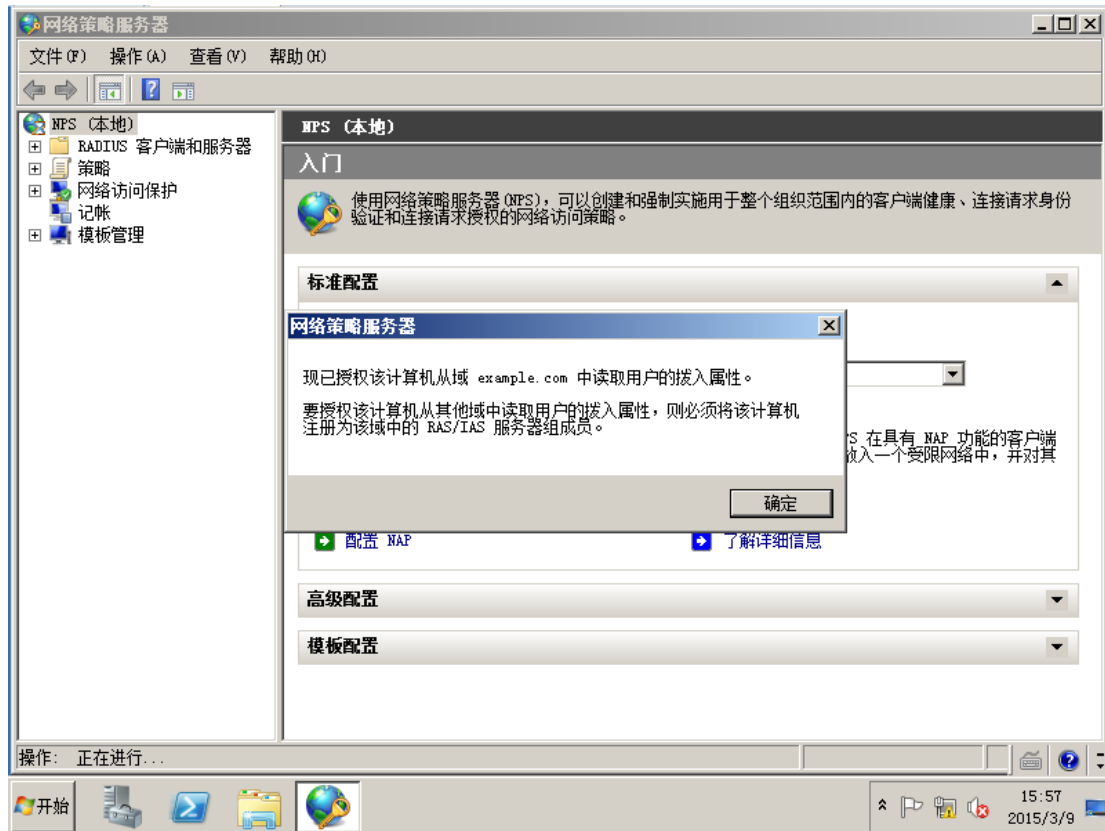 网络策略服务器
文件(F) 操作(A) 查看(V) 帮助(H)
NPS (本地)
RADIUS 客户端和服务器
策略
网络访问保护
记帐
模板管理
NPS (本地)
入门
使用网络策略服务器(NPS)，可以创建和强制实施用于整个组织范围内的客户端健康、连接请求身份
验证和连接请求授权的网络访问策略。
标准配置
网络策略服务器
现已授权该计算机从域 example.com 中读取用户的拨入属性。
要授权该计算机从其他域中读取用户的拨入属性，则必须将该计算机
注册为该域中的 RAS/IAS 服务器组成员。
确定
在具有 NAP 功能的客户端
入一个受限网络中，并对其
配置 NAP
了解详细信息
高级配置
模板配置
操作: 正在进行...
开始
15:57
2015/3/9